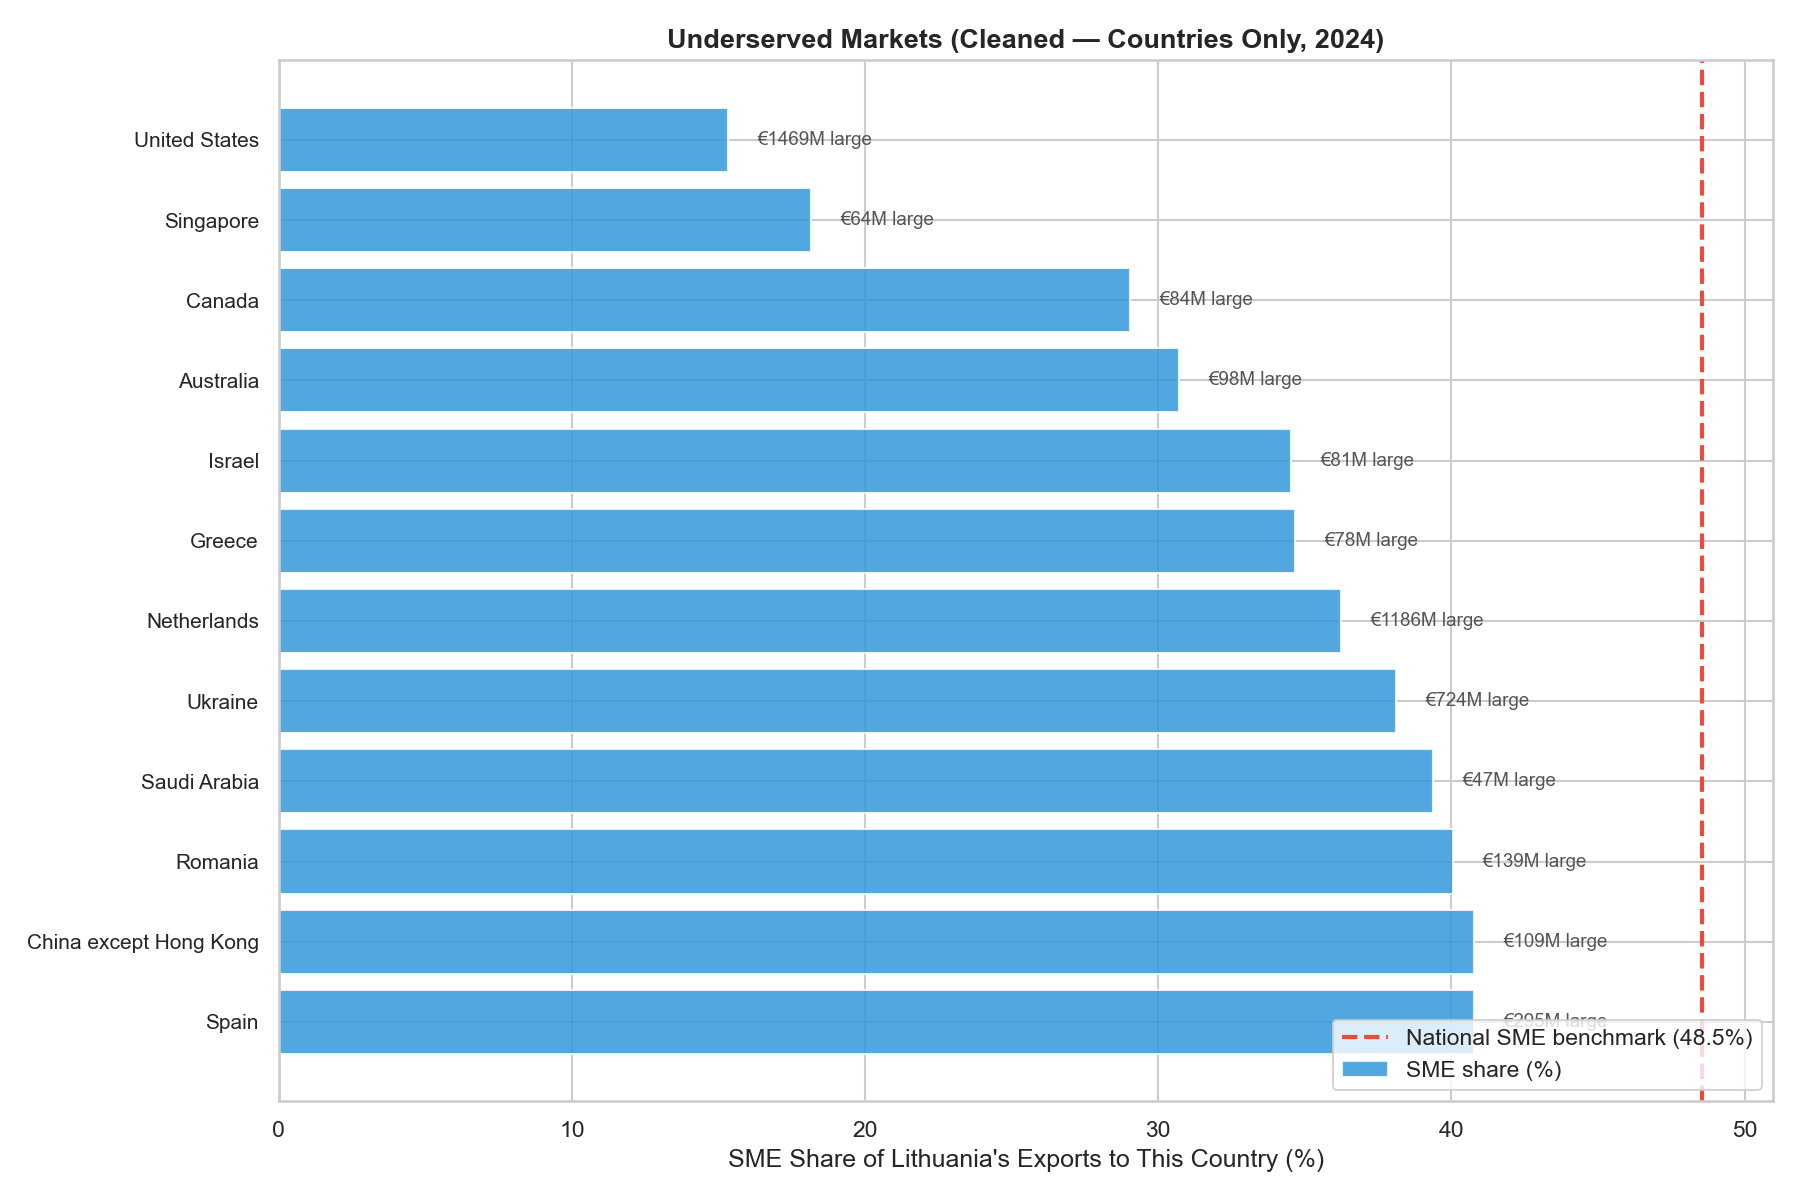 Underserved Markets (Cleaned — Countries Only, 2024)
United States
€1469M large
Singapore
€64M large
Canada
€84M large
Australia
€98M large
Israel
€81M large
Greece
€78M large
Netherlands
€1186M large
Ukraine
€724M large
Saudi Arabia
€47M large
Romania
€139M large
China except Hong Kong
€109M large
Spain
€295M large
National SME benchmark (48.5%)
SME share (%)
0 10 20 30 40 50
SME Share of Lithuania's Exports to This Country (%)